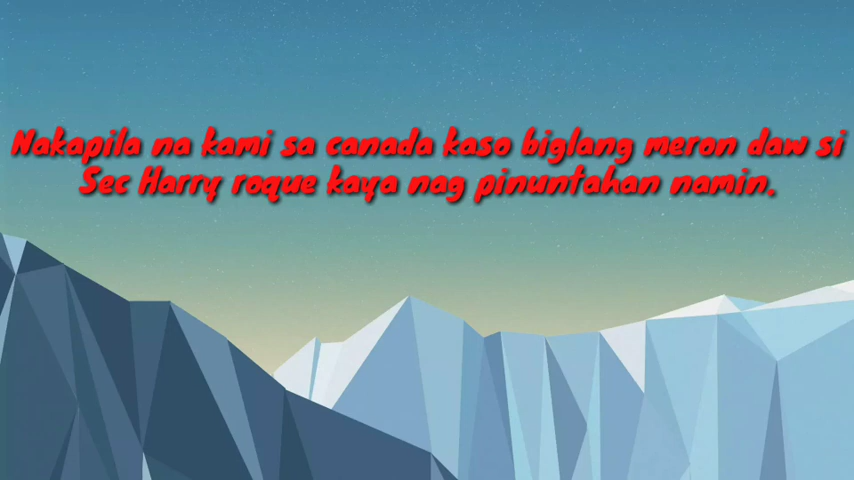 Nakapila na kami sa canada kaso biglang meron daw si
Sec Harry roque kaya nag pinuntahan namin.